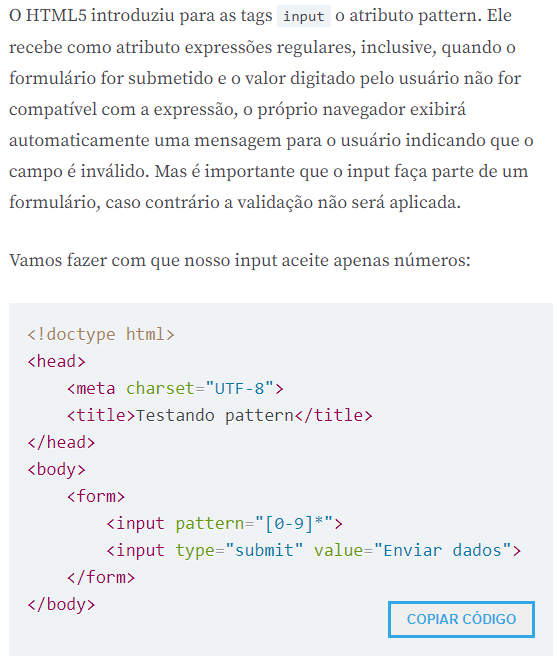 O HTML5 introduziu para as tags input o atributo pattern. Ele
recebe como atributo expressões regulares, inclusive, quando o
formulário for submetido e o valor digitado pelo usuário não for
compatível com a expressão, o próprio navegador exibirá
automaticamente uma mensagem para o usuário indicando que o
campo é inválido. Mas é importante que o input faça parte de um
formulário, caso contrário a validação não será aplicada.
Vamos fazer com que nosso input aceite apenas números:
<!doctype html>
<head>
    <meta charset="UTF-8">
    <title>Testando pattern</title>
</head>
<body>
    <form>
        <input pattern="[0-9]*">
        <input type="submit" value="Enviar dados">
    </form>
</body>
COPIAR CÓDIGO